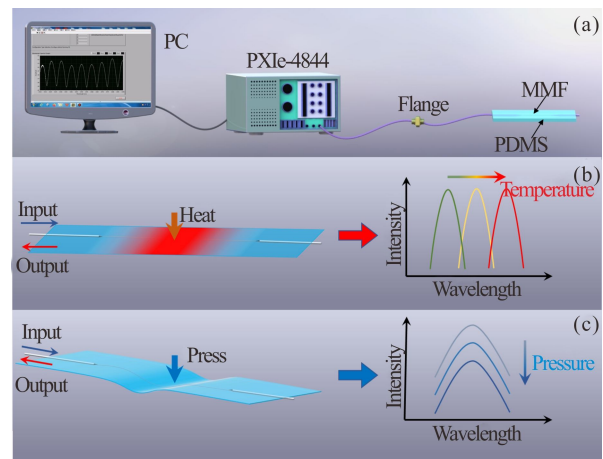 (a)
PC
PXIe-4844
Flange
MMF
PDMS
(b)
Input
Heat
Output
Temperature
Intensity
Wavelength
(c)
Input
Press
Output
Pressure
Intensity
Wavelength